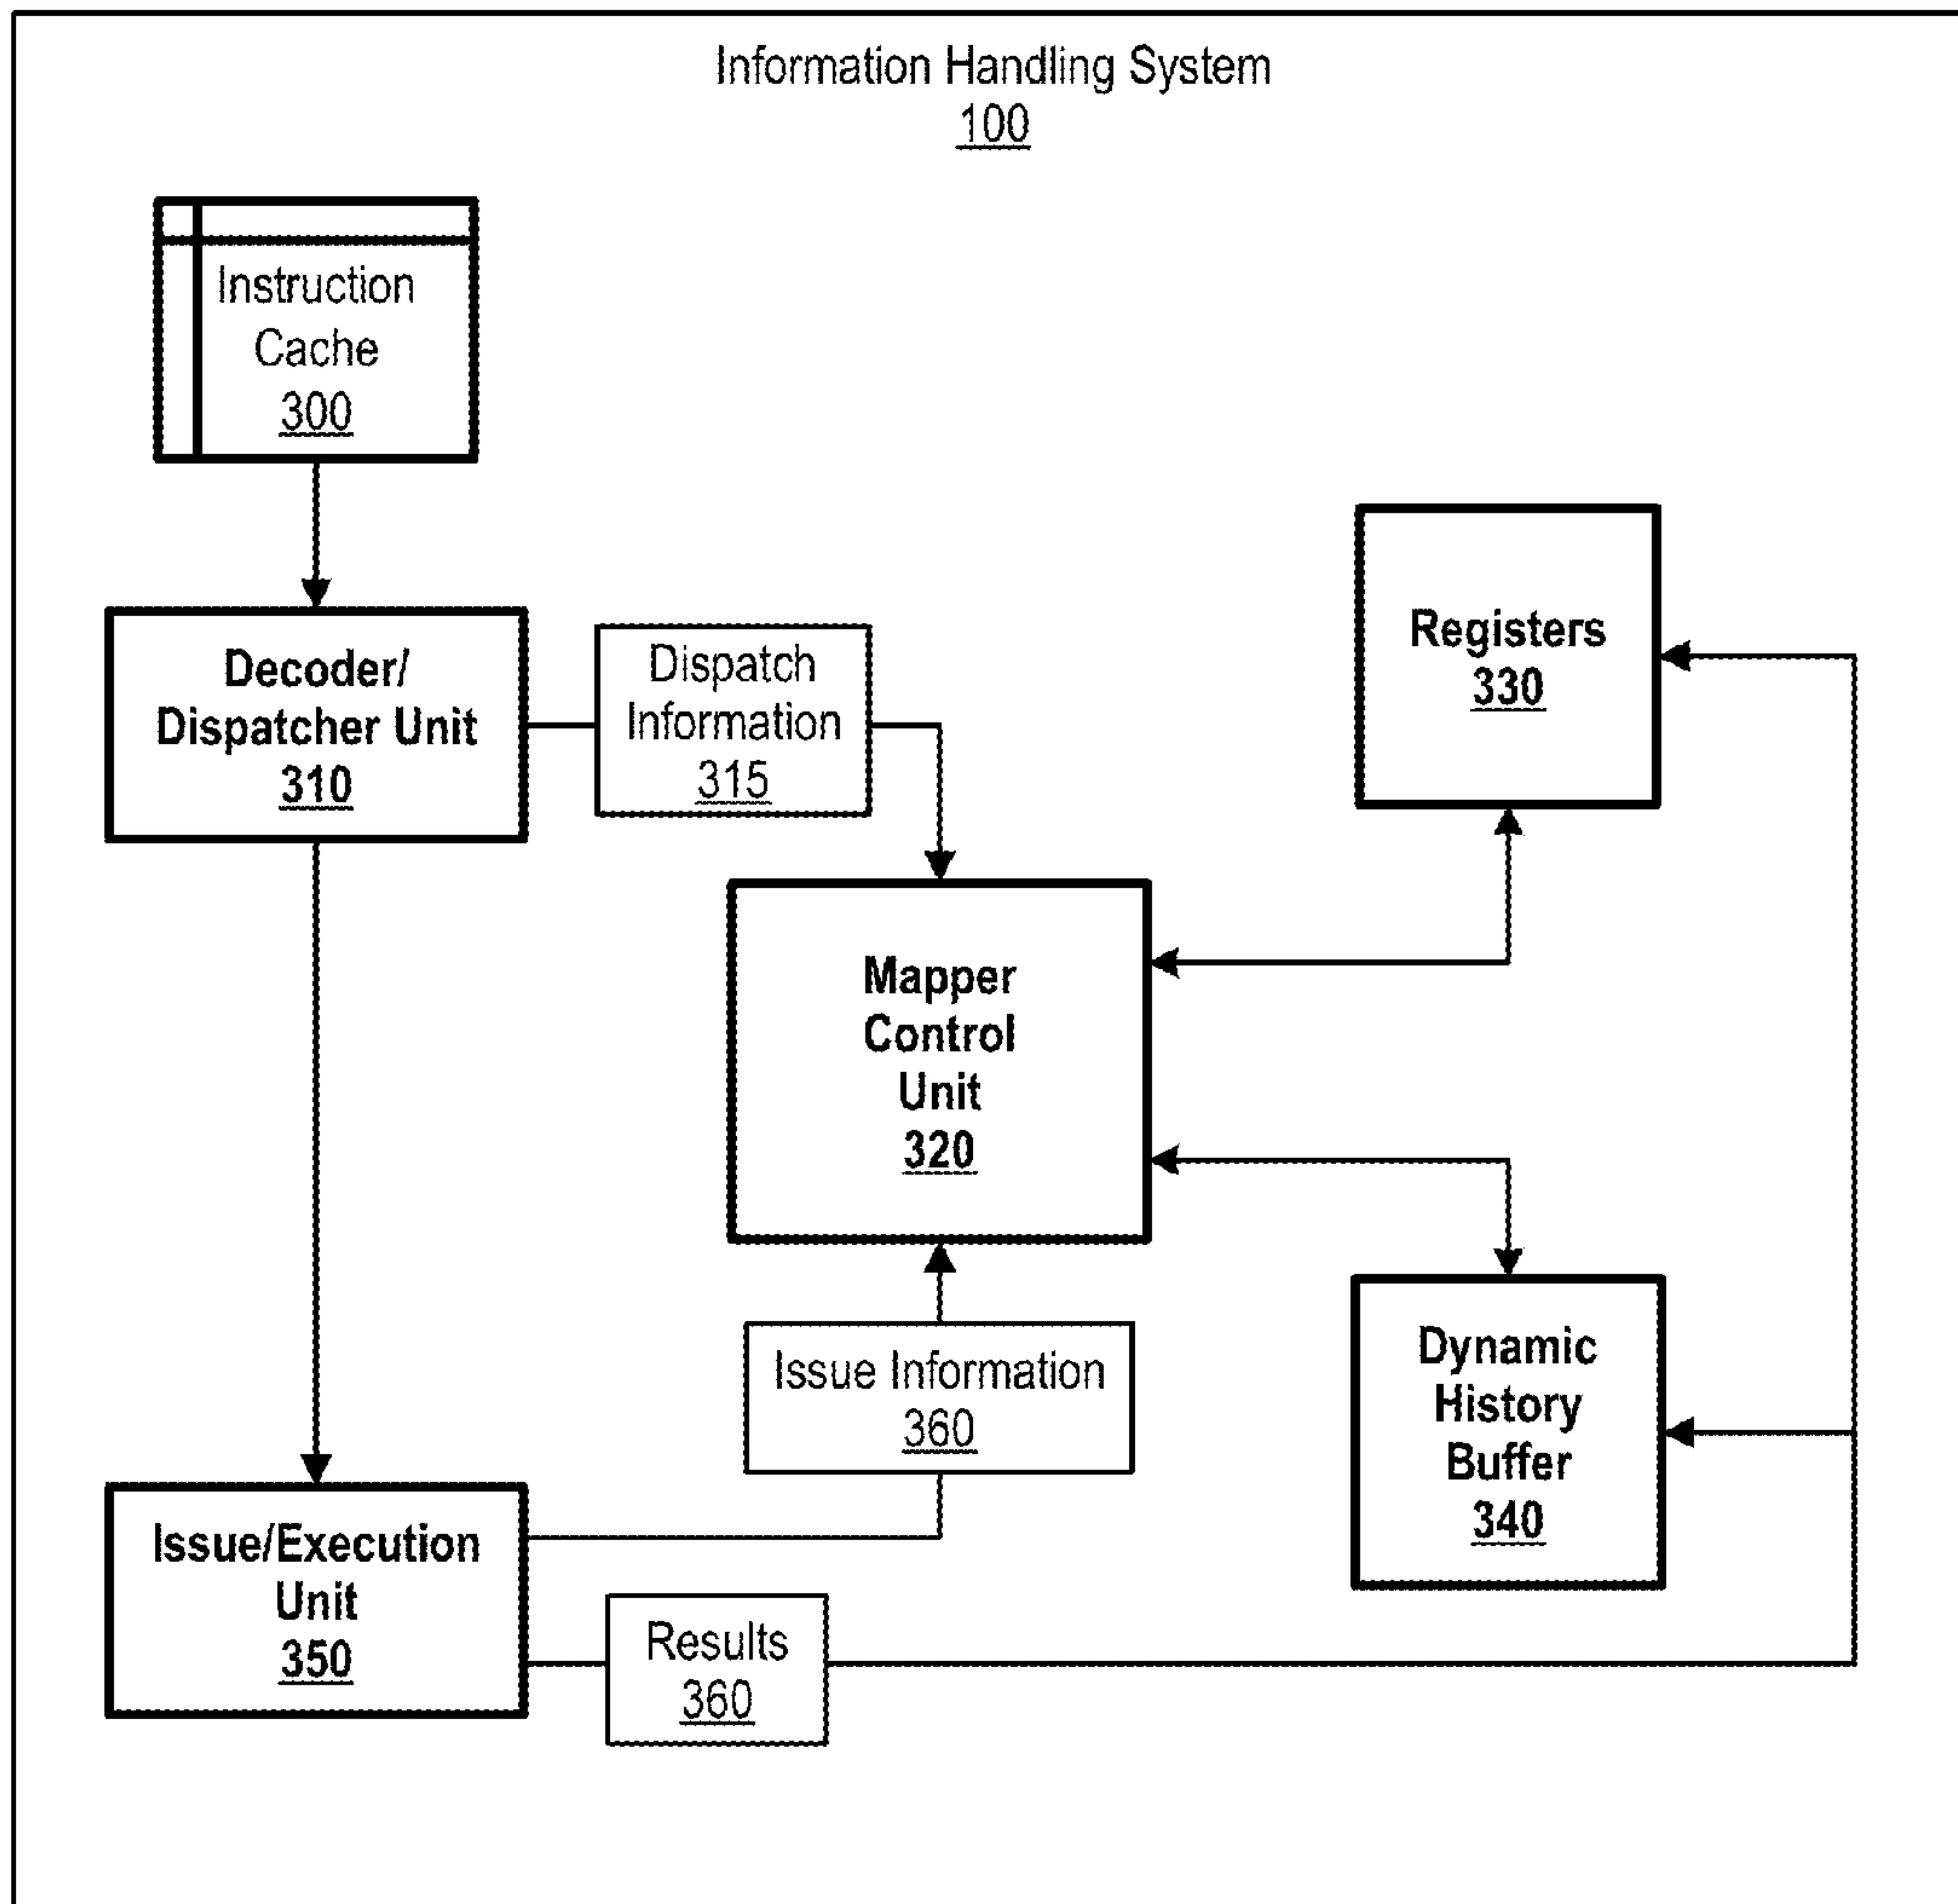 Information Handling System
100
Instruction
Cache
300
Decoder/
Dispatcher Unit
310
Dispatch
Information
315
Registers
330
Mapper
Control
Unit
320
Issue Information
360
Dynamic
History
Buffer
340
Issue/Execution
Unit
350
Results
360